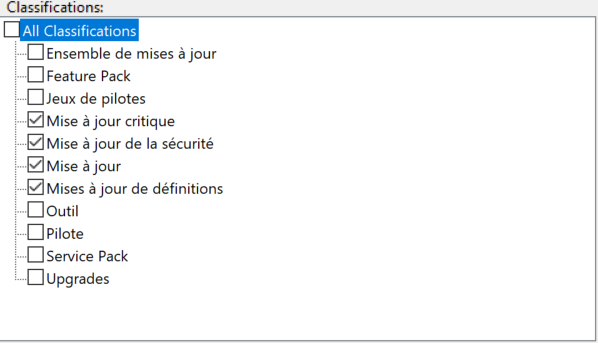 Classifications:
All Classifications
Ensemble de mises à jour
Feature Pack
Jeux de pilotes
Mise à jour critique
Mise à jour de la sécurité
Mise à jour
Mises à jour de définitions
Outil
Pilote
Service Pack
Upgrades